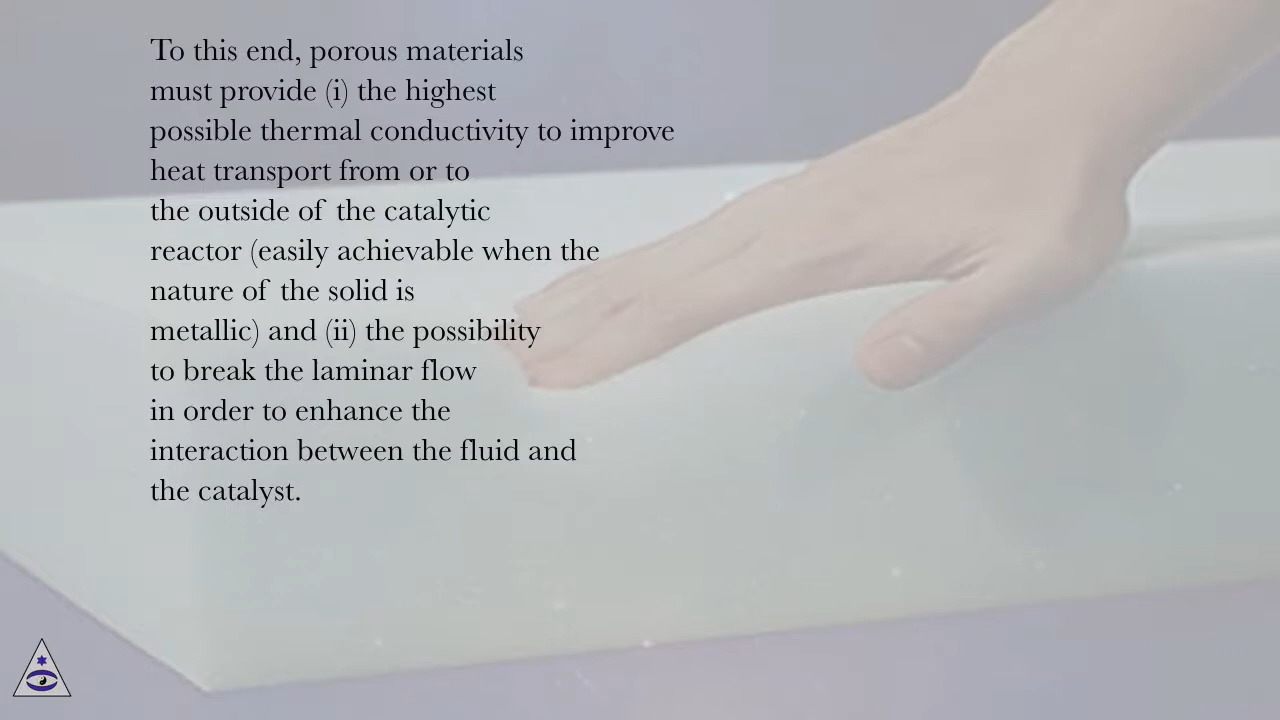 To this end, porous materials
must provide (i) the highest
possible thermal conductivity to improve
heat transport from or to
the outside of the catalytic
reactor (easily achievable when the
nature of the solid is
metallic) and (ii) the possibility
to break the laminar flow
in order to enhance the
interaction between the fluid and
the catalyst.